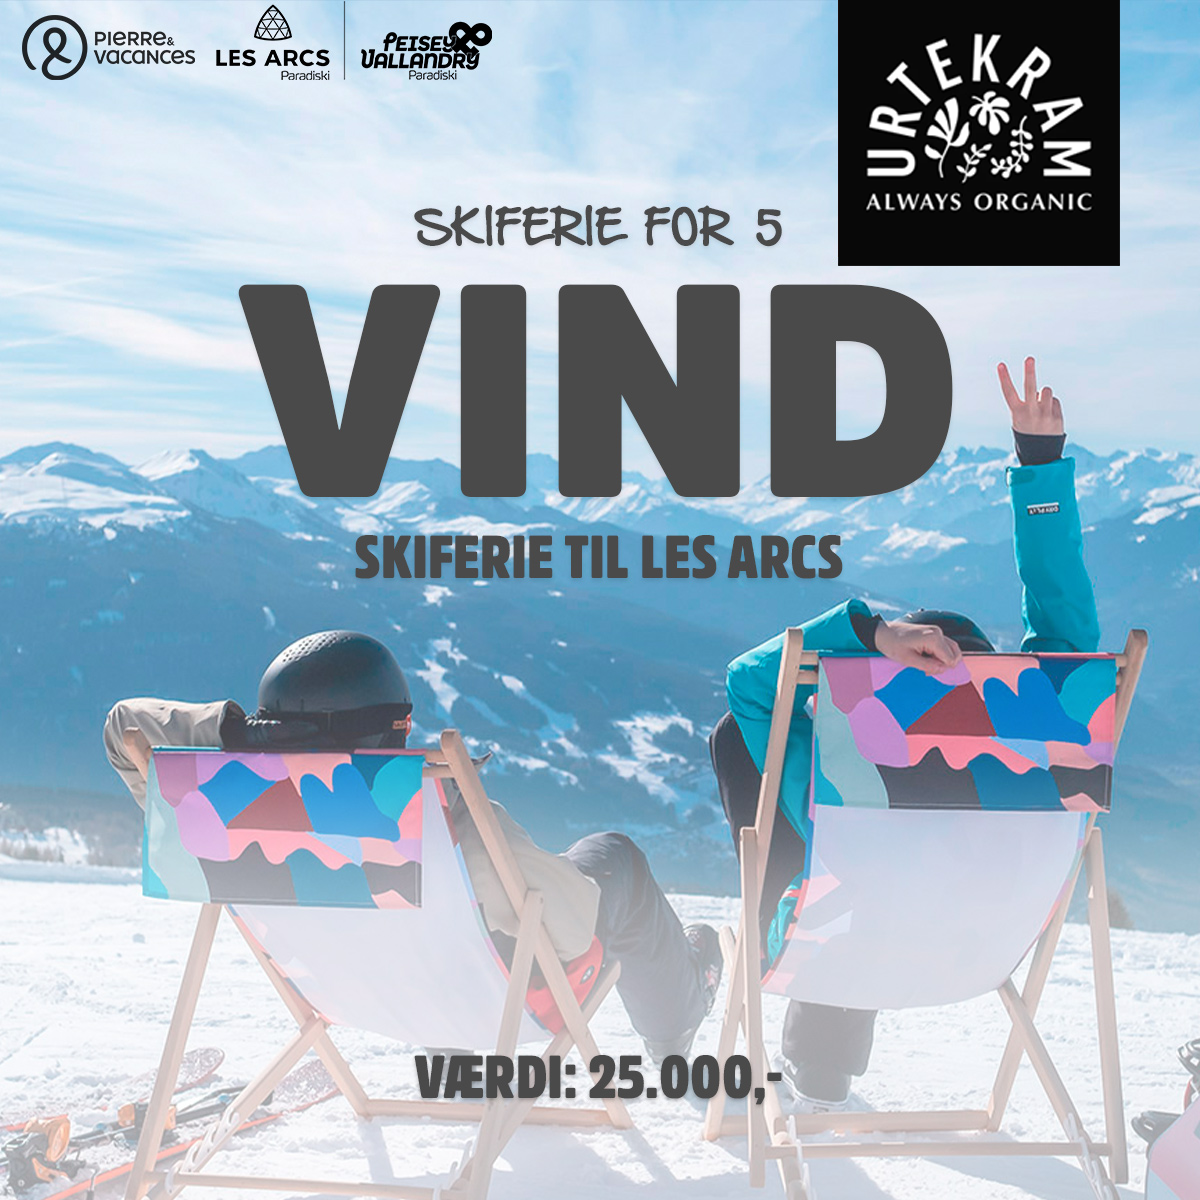 PIERRE&
VACANCES
LES ARCS
Paradiski
PEISEY
VALLANDRY
Paradiski
URTEKRAM
ALWAYS ORGANIC
SKIFERIE FOR 5
VIND
SKIFERIE TIL LES ARCS
VÆRDI: 25.000,-